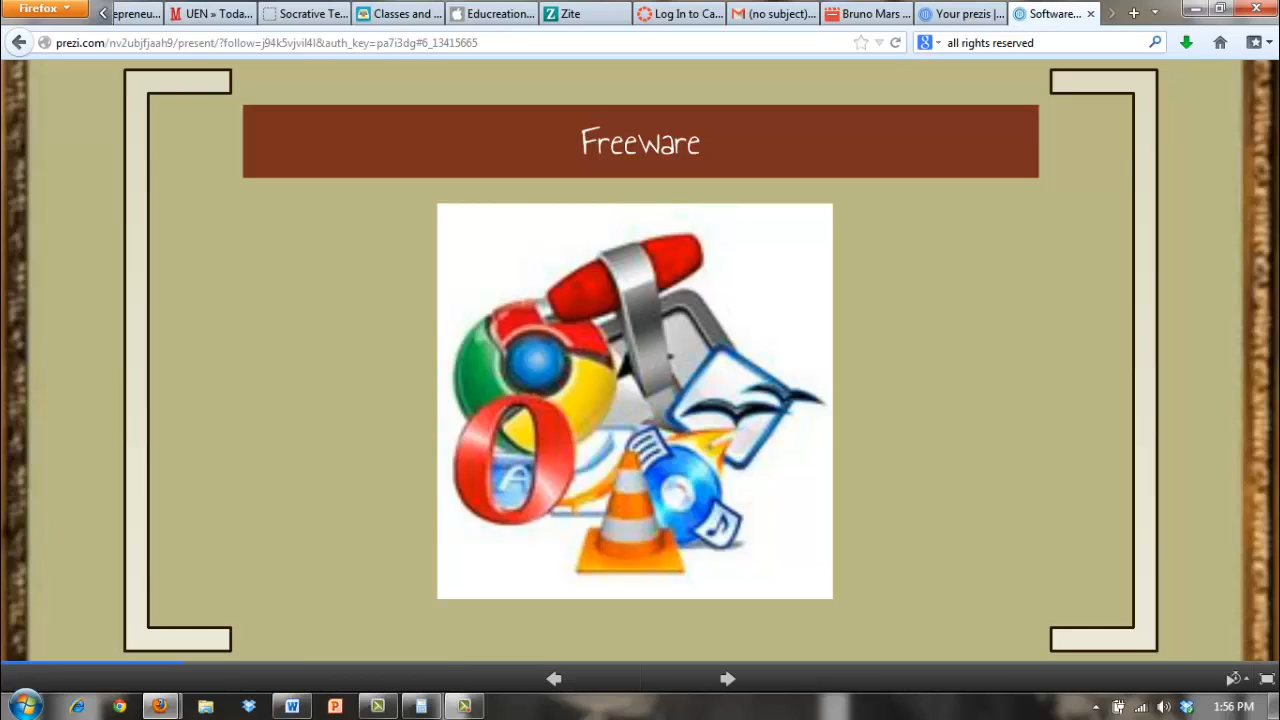 Firefox
epreneu...
UEN » Toda...
Socrative Te...
Classes and ...
Educreation...
Zite
Log In to Ca...
(no subject)...
Bruno Mars ...
Your prezis |...
Software...
prezi.com/nv2ubjfjaah9/present/?follow=j94k5vjvil4l&auth_key=pa7i3dg#6_13415665
all rights reserved
Freeware
1:56 PM